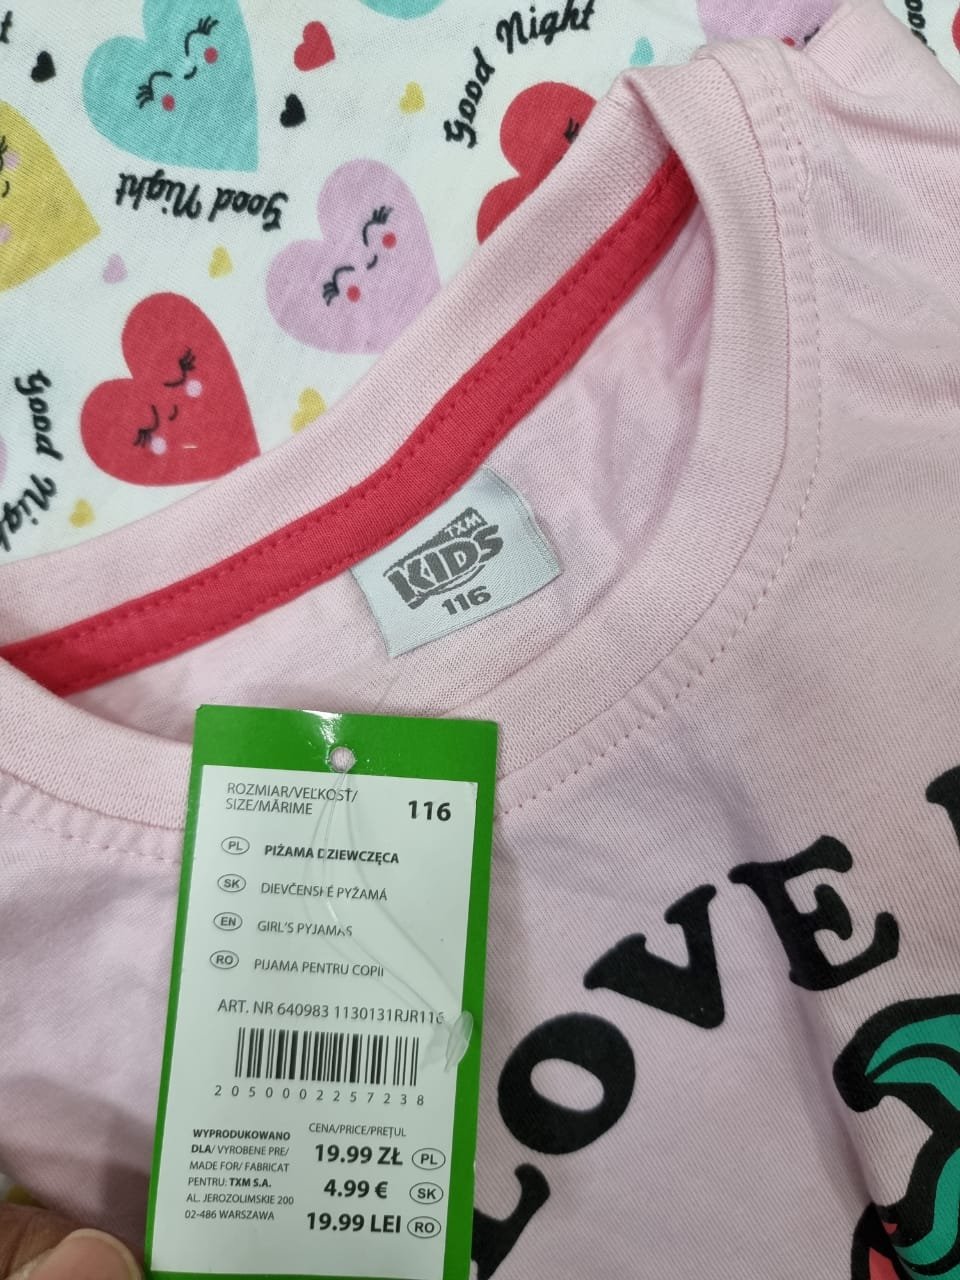 Good Night
Good Night
Good Night
TXM
KIDS
116
ROZMIAR/VEĽKOSŤ/
SIZE/MĂRIME
116
PL PIŻAMA DZIEWCZĘCA
SK DIEVČENSKÉ PYŽAMÁ
EN GIRL'S PYJAMAS
RO PIJAMA PENTRU COPII
ART. NR 640983 1130131RJR116
2050002257238
WYPRODUKOWANO
DLA/ VYROBENE PRE/
MADE FOR/ FABRICAT
PENTRU: TXM S.A.
AL. JEROZOLIMSKIE 200
02-486 WARSZAWA
CENA/PRICE/PREȚUL
19.99 ZŁ PL
4.99 € SK
19.99 LEI RO
LOVE